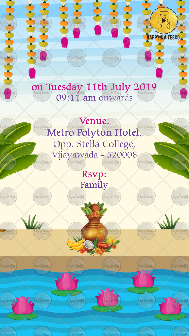 on Tuesday 11th July 2019
09:11 am onwards
Venue:
Metro Polyton Hotel,
Opp. Stella College,
Vijayawada - 520008.
Rsvp:
Family